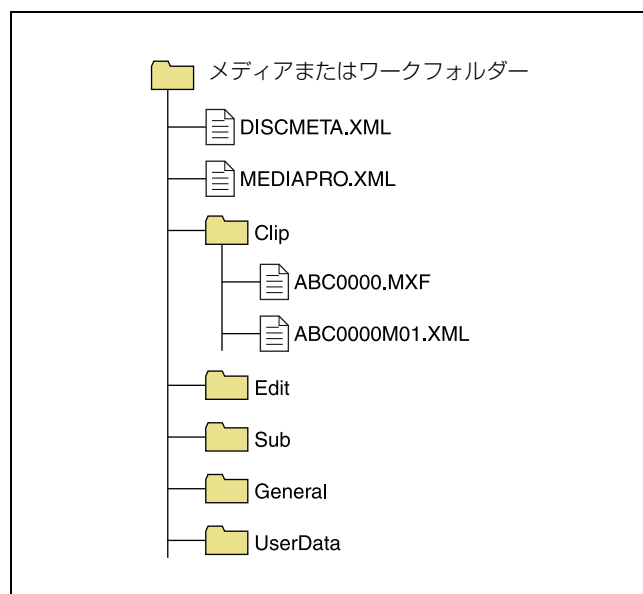 メディアまたはワークフォルダー
DISCMETA.XML
MEDIAPRO.XML
Clip
ABC0000.MXF
ABC0000M01.XML
Edit
Sub
General
UserData